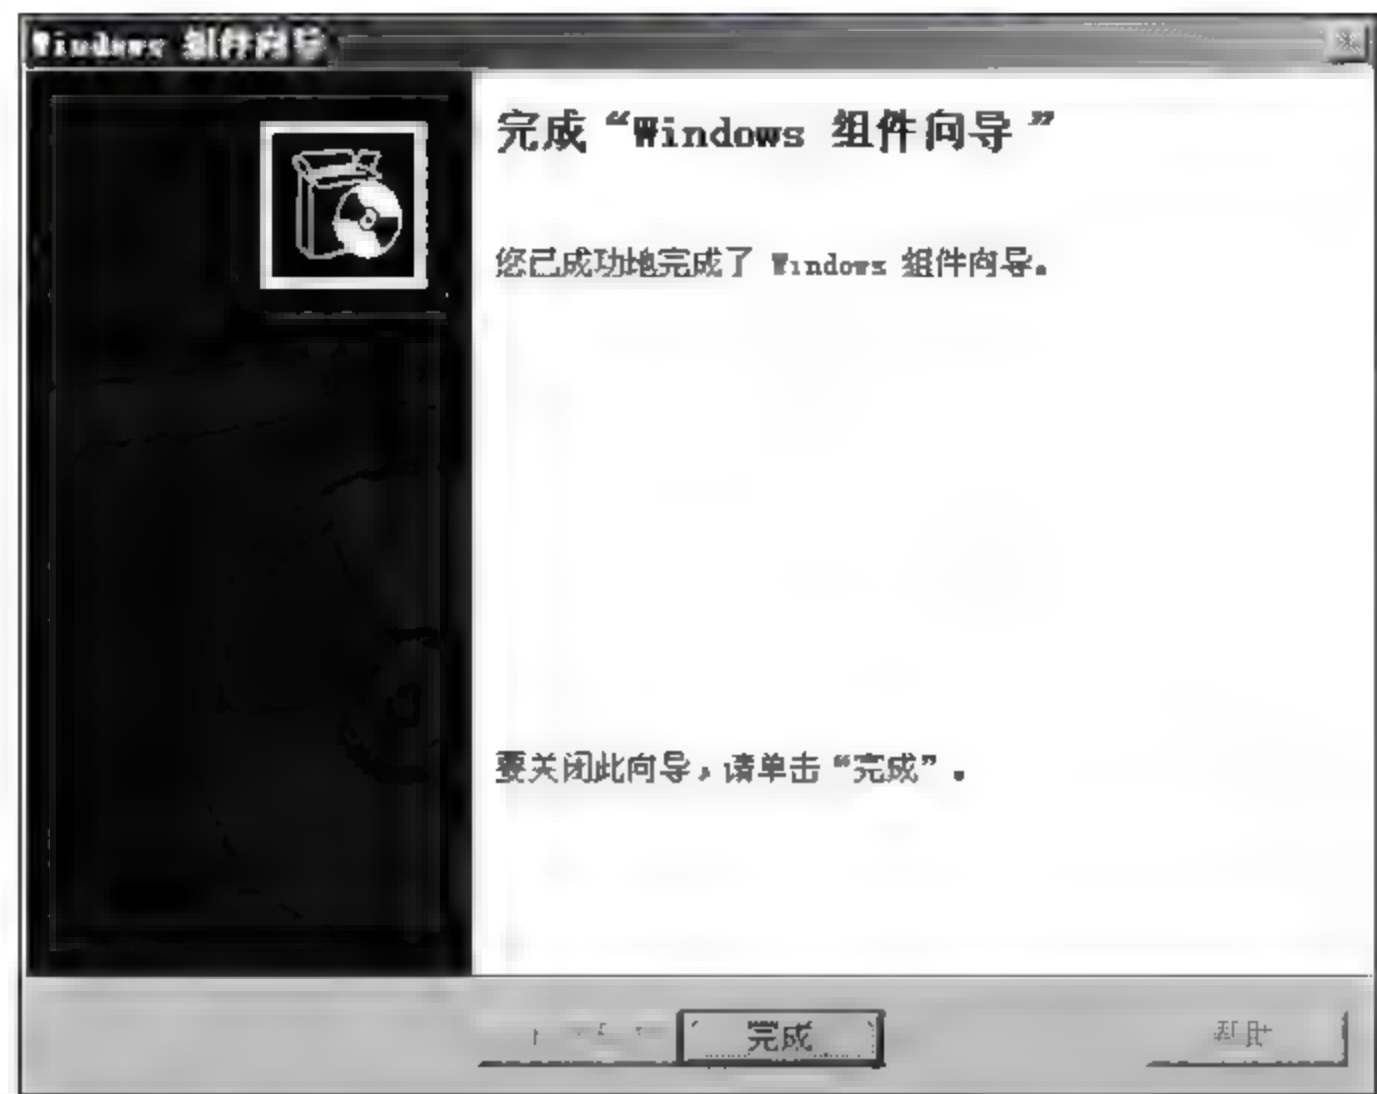 Windows 组件向导
完成“Windows 组件向导”
您已成功地完成了 Windows 组件向导。
要关闭此向导，请单击“完成”。
完成
帮助